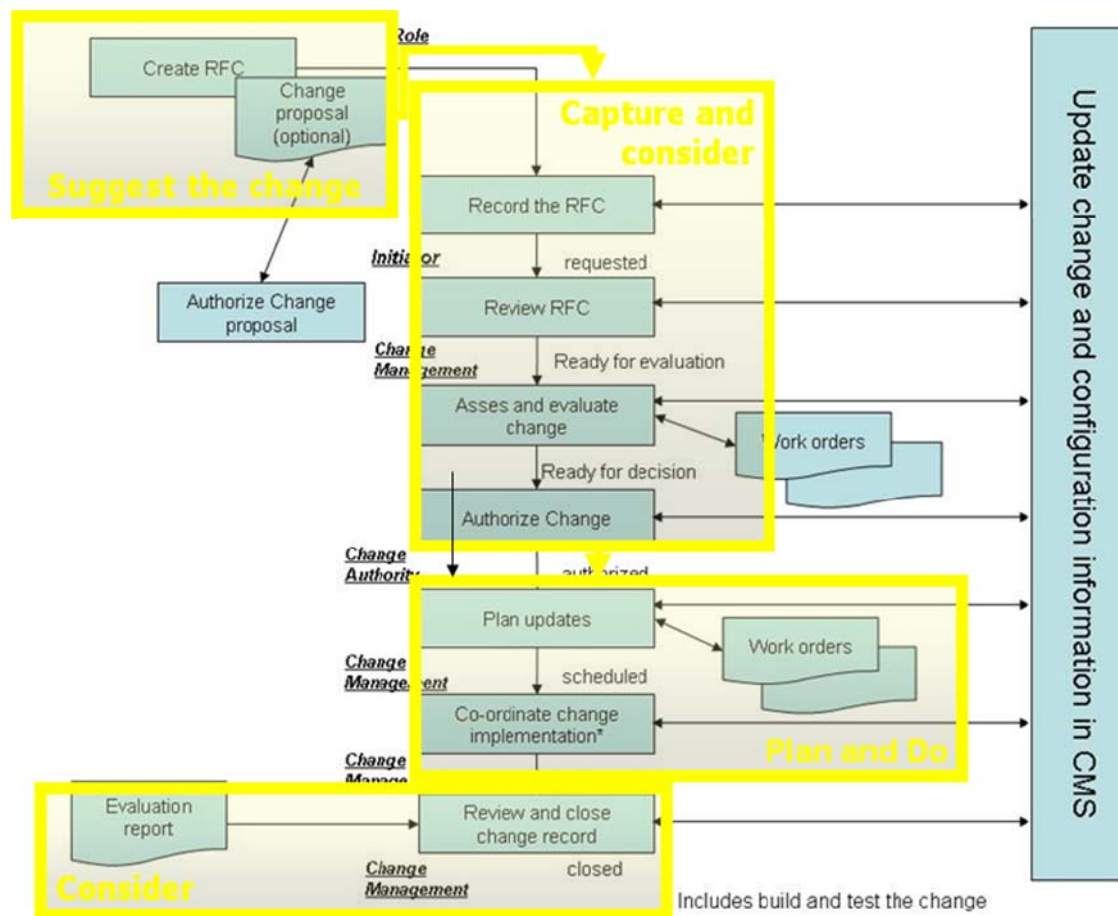 Role
Create RFC
Change
proposal
(optional)
Suggest the change
Capture and
consider
Record the RFC
Initiator
requested
Authorize Change
proposal
Review RFC
Change
Management
Ready for evaluation
Asses and evaluate
change
Work orders
Ready for decision
Authorize Change
Change
Authority
authorized
Plan updates
Work orders
Change
Management
scheduled
Co-ordinate change
implementation*
Plan and Do
Change
Manage
Evaluation
report
Review and close
change record
Consider
Change
Management
closed
Includes build and test the change
Update change and configuration information in CMS